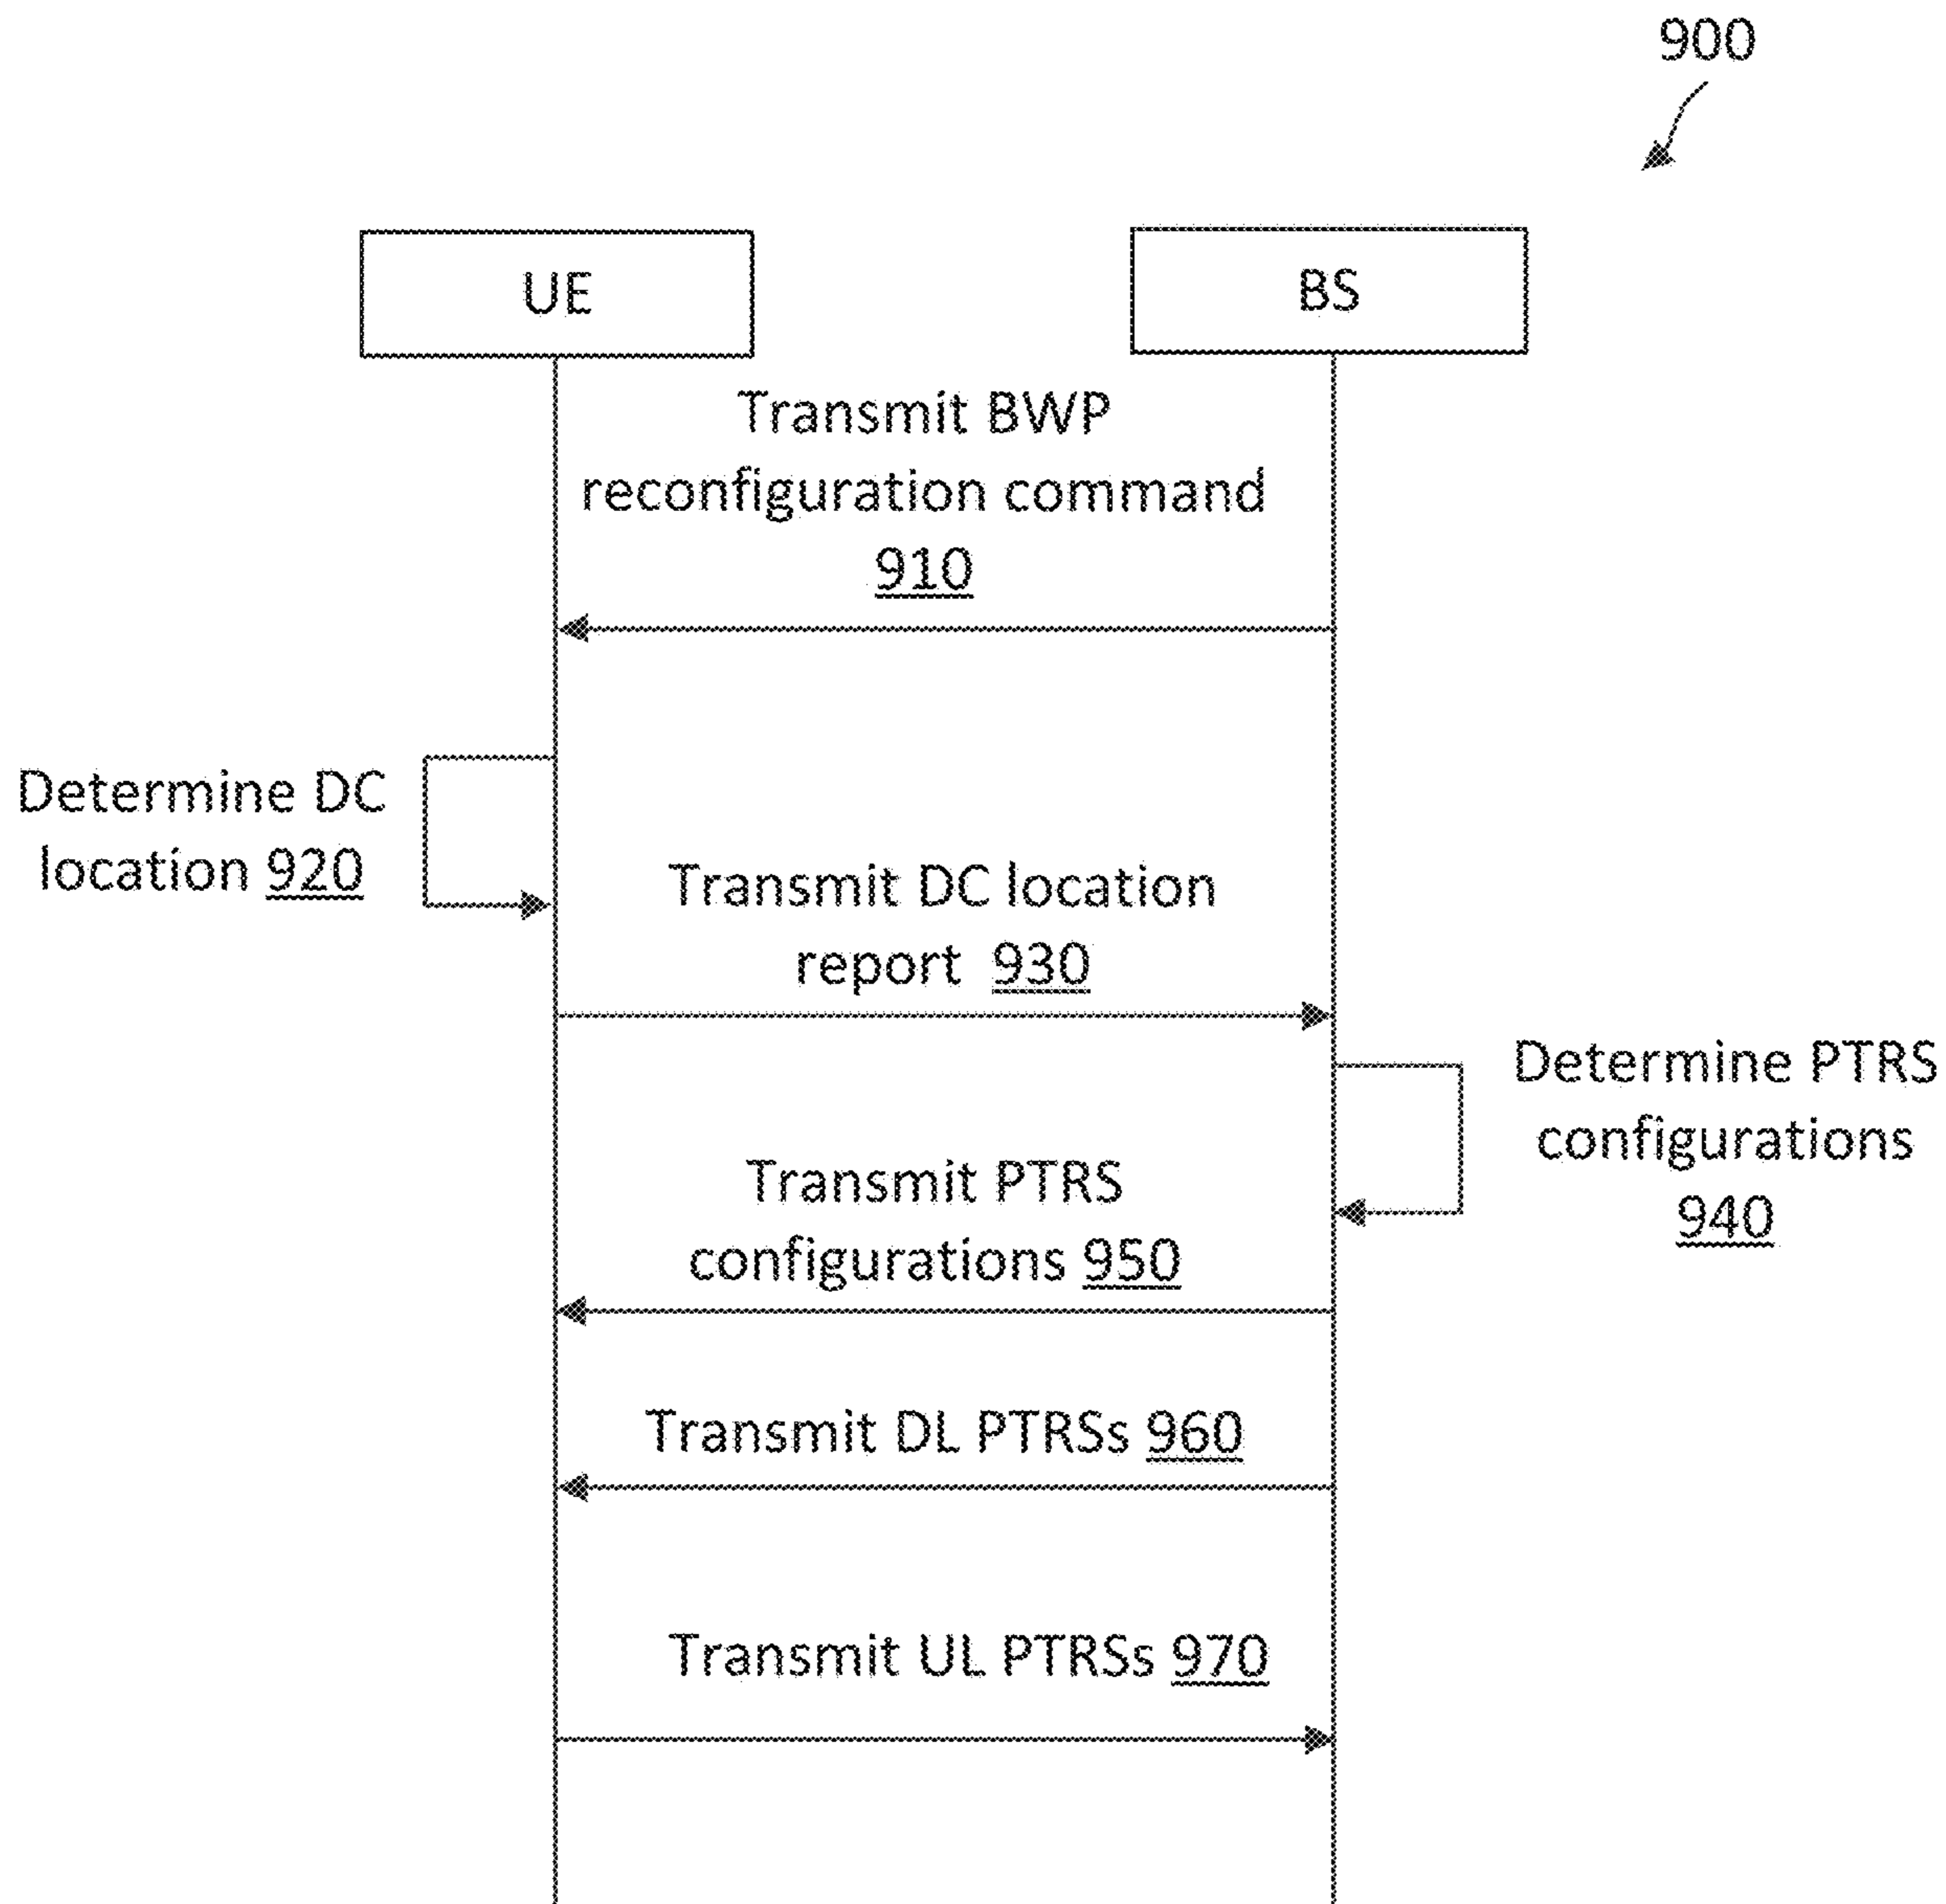 900
UE
BS
Transmit BWP
reconfiguration command
910
Determine DC
location 920
Transmit DC location
report 930
Determine PTRS
configurations
940
Transmit PTRS
configurations 950
Transmit DL PTRSs 960
Transmit UL PTRSs 970